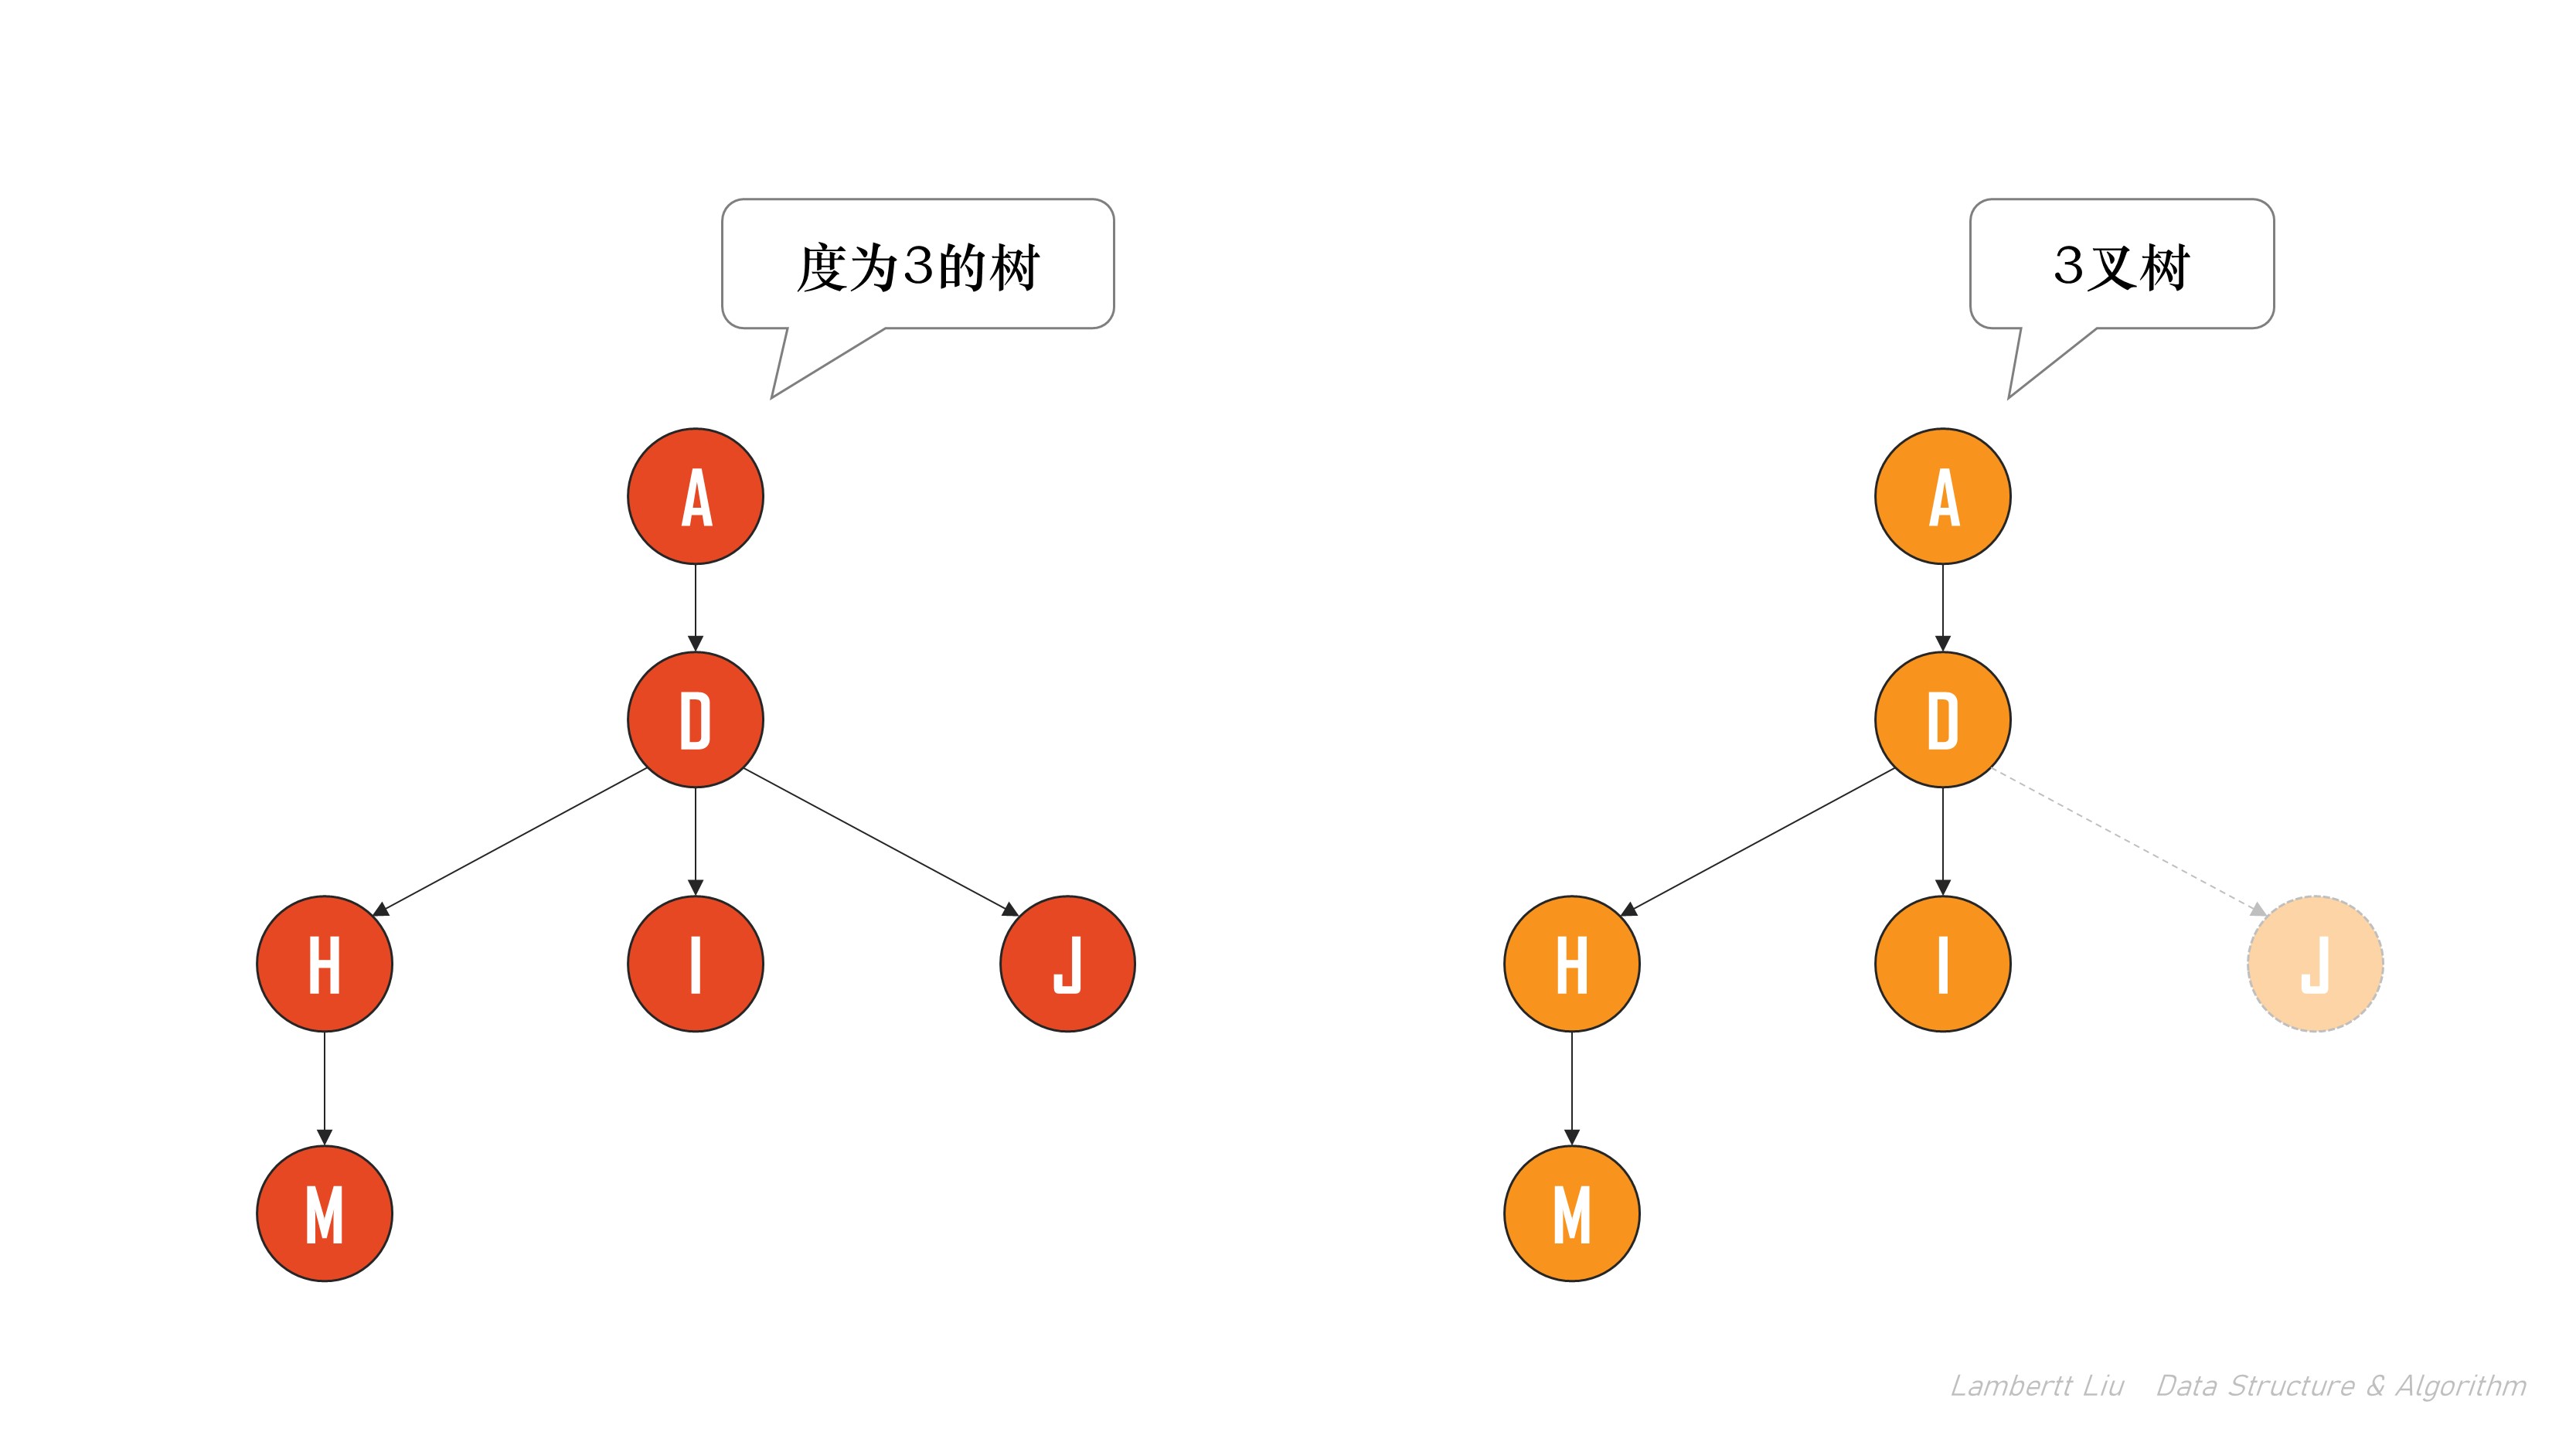 度为3的树
3叉树
A
A
D
D
H
I
J
H
I
J
M
M
Lambertt Liu Data Structure & Algorithm